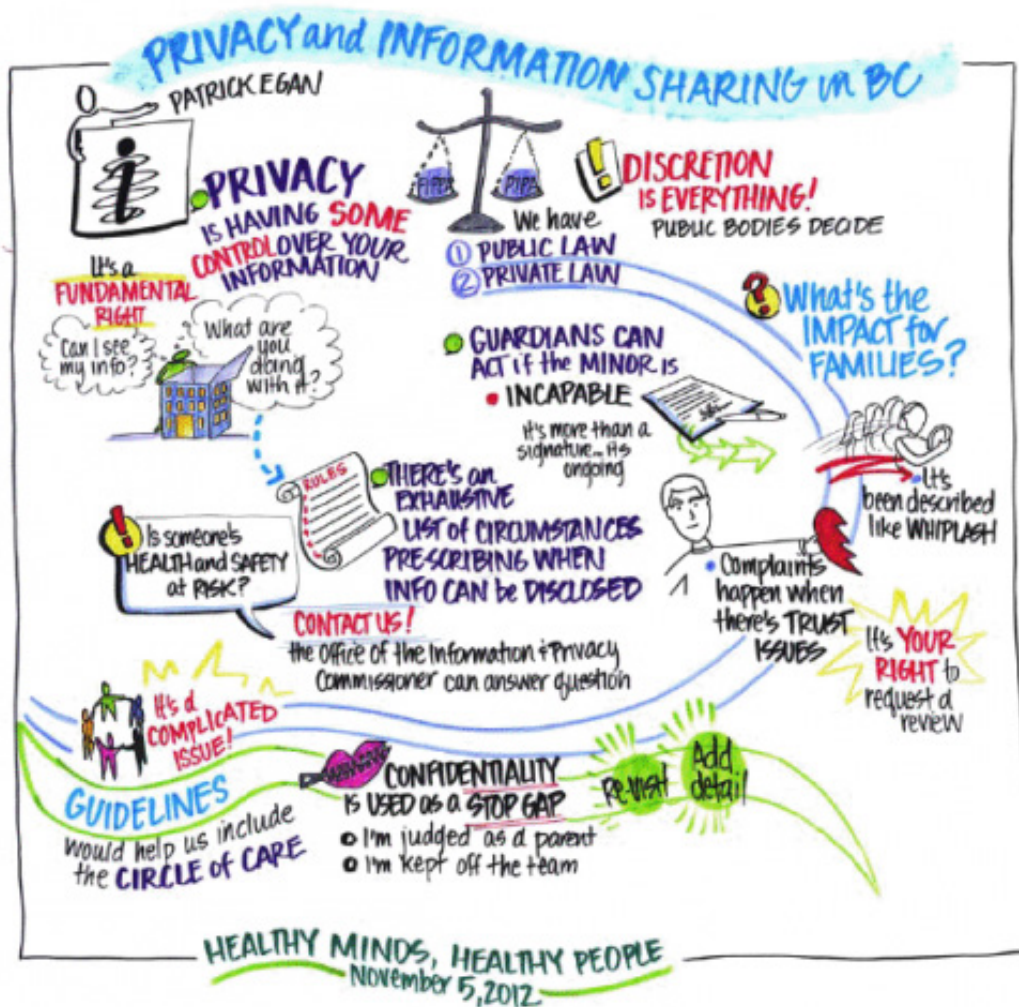 PRIVACY and INFORMATION SHARING in BC
PATRICK EGAN
i
PRIVACY
IS HAVING SOME
CONTROL OVER YOUR
INFORMATION
It's a
FUNDAMENTAL
RIGHT
Can I see
my info?
What are
you
doing
with it?
PIPA
We have
1 PUBLIC LAW
2 PRIVATE LAW
DISCRETION
IS EVERYTHING!
PUBLIC BODIES DECIDE
What's the
IMPACT for
FAMILIES?
GUARDIANS CAN
ACT if the MINOR IS
INCAPABLE
it's more than a
signature... its
ongoing
It's
been described
like WHIPLASH
RULES
THERE'S an
EXHAUSTIVE
LIST of CIRCUMSTANCES
PRESCRIBING WHEN
INFO CAN be DISCLOSED
Is someone's
HEALTH and SAFETY
at RISK?
CONTACT US!
the Office of the Information + Privacy
Commissioner can answer question
Complaints
happen when
there's TRUST
ISSUES
It's YOUR
RIGHT to
request a
review
It's a
COMPLICATED
ISSUE!
GUIDELINES
would help us include
the CIRCLE of CARE
CONFIDENTIALITY
is USED as a STOP GAP
I'm judged as a parent
I'm kept off the team
Re-visit
Add
detail
HEALTHY MINDS, HEALTHY PEOPLE
November 5, 2012